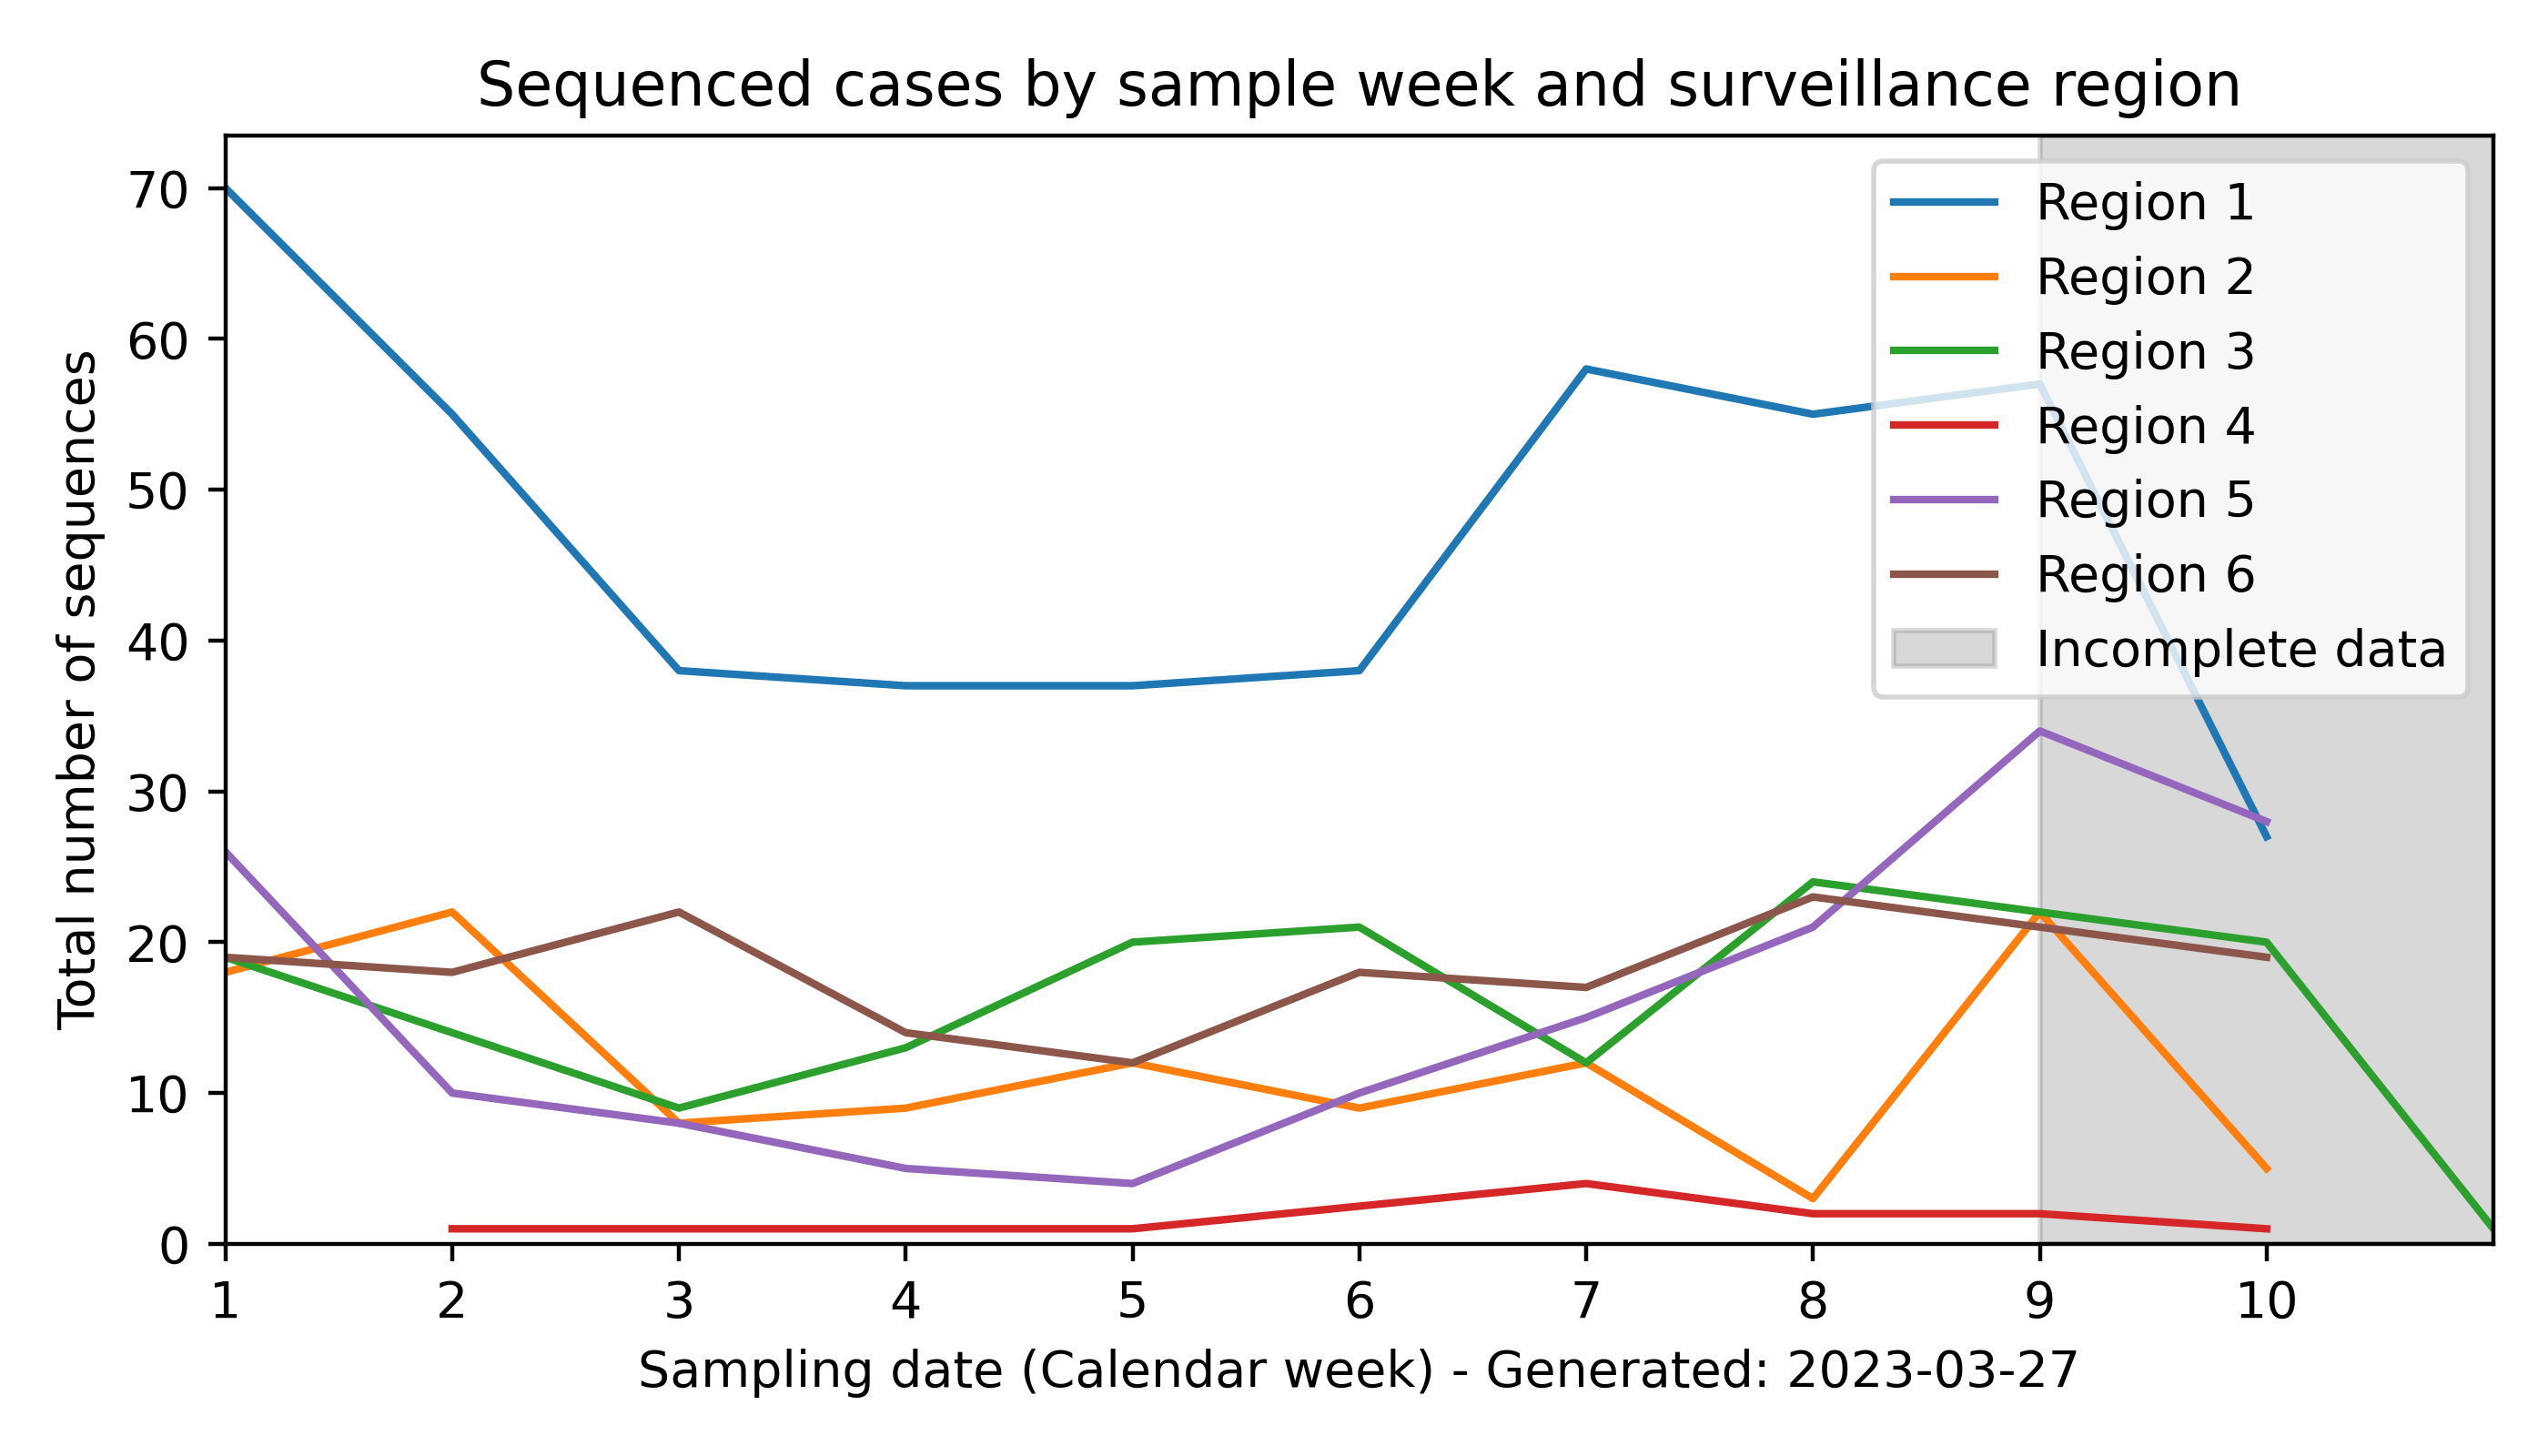 Sequenced cases by sample week and surveillance region
Total number of sequences
70
60
50
40
30
20
10
0
Region 1
Region 2
Region 3
Region 4
Region 5
Region 6
Incomplete data
1 2 3 4 5 6 7 8 9 10
Sampling date (Calendar week) - Generated: 2023-03-27